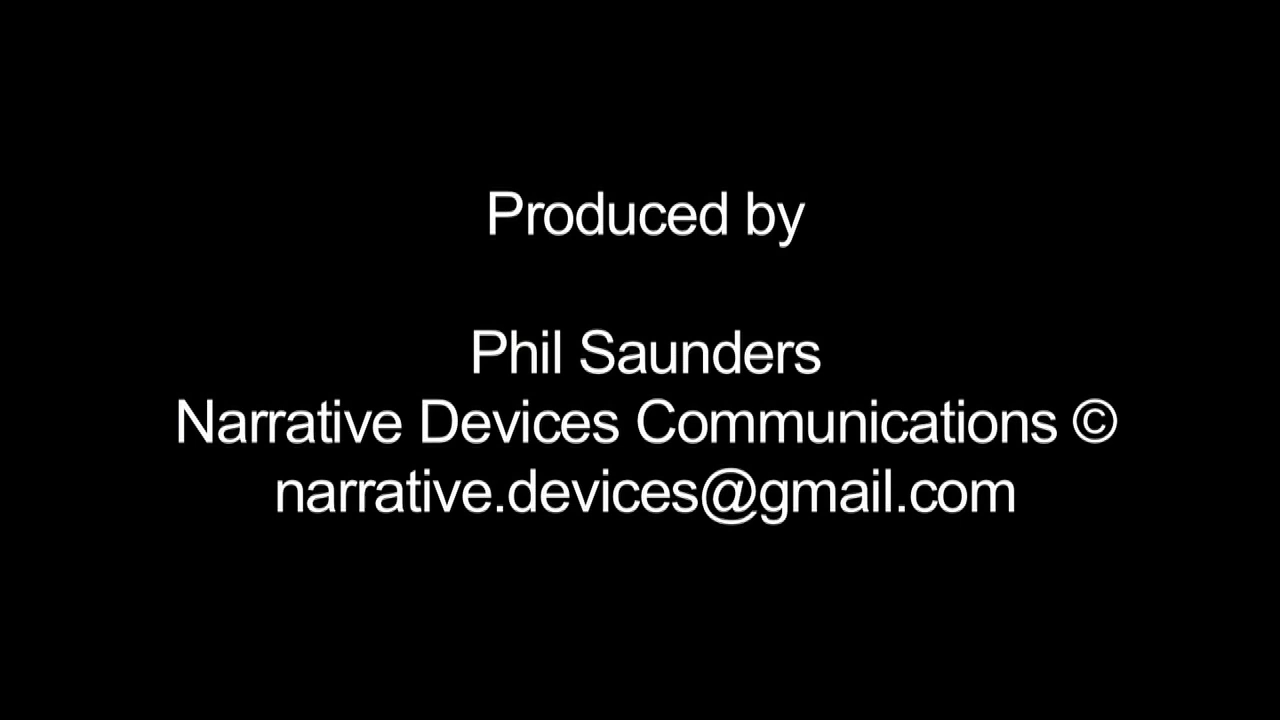 Produced by
Phil Saunders
Narrative Devices Communications ©
narrative.devices@gmail.com